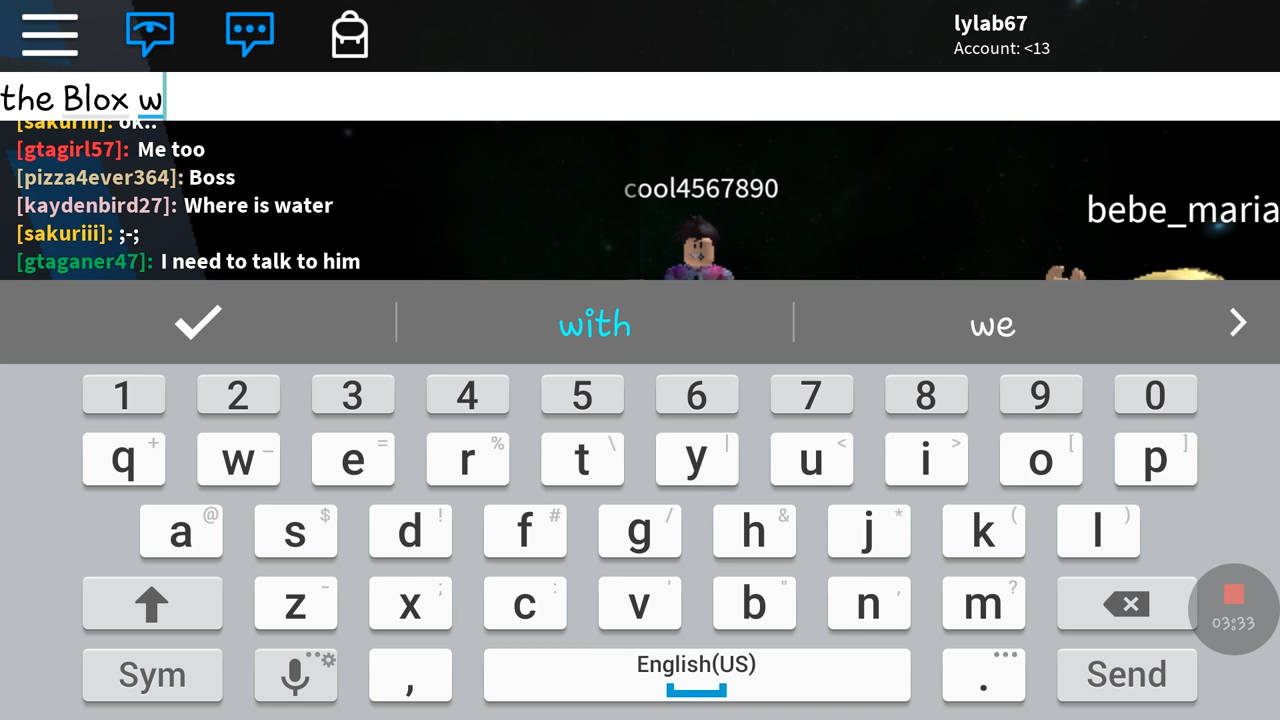 lylab67
Account: <13
the Blox w
[sakuriii]: ok..
[gtagirl57]: Me too
[pizza4ever364]: Boss
[kaydenbird27]: Where is water
[sakuriii]: ;-;
[gtaganer47]: I need to talk to him
cool4567890
bebe_maria
with we
1 2 3 4 5 6 7 8 9 0
q + w - e = r % t \ y | u < i > o [ p ]
a @ s $ d ! f # g / h & j * k ( l )
z - x ; c : v ' b " n , m ?
03:33
Sym , English(US) . Send